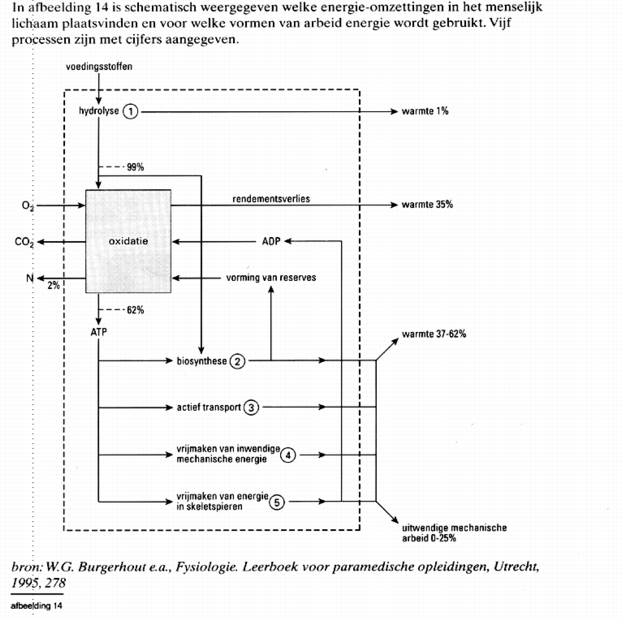 In afbeelding 14 is schematisch weergegeven welke energie-omzettingen in het menselijk
lichaam plaatsvinden en voor welke vormen van arbeid energie wordt gebruikt. Vijf
processen zijn met cijfers aangegeven.
voedingsstoffen
hydrolyse 1
warmte 1%
99%
rendementsverlies
O2
warmte 35%
CO2
oxidatie
ADP
N
2%
vorming van reserves
62%
ATP
warmte 37-62%
biosynthese 2
actief transport 3
vrijmaken van inwendige
mechanische energie 4
vrijmaken van energie
in skeletspieren 5
uitwendige mechanische
arbeid 0-25%
bron: W.G. Burgerhout e.a., Fysiologie. Leerboek voor paramedische opleidingen, Utrecht,
1995, 278
afbeelding 14